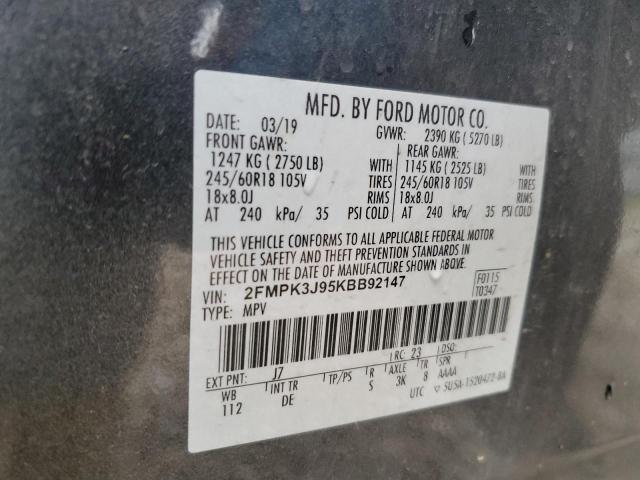 MFD. BY FORD MOTOR CO.
DATE: 03/19 GVWR: 2390 KG ( 5270 LB)
FRONT GAWR: REAR GAWR:
1247 KG ( 2750 LB) WITH 1145 KG ( 2525 LB) WITH
245/60R18 105V TIRES 245/60R18 105V TIRES
18x8.0J RIMS 18x8.0J RIMS
AT 240 kPa/ 35 PSI COLD AT 240 kPa/ 35 PSI COLD
THIS VEHICLE CONFORMS TO ALL APPLICABLE FEDERAL MOTOR
VEHICLE SAFETY AND THEFT PREVENTION STANDARDS IN
EFFECT ON THE DATE OF MANUFACTURE SHOWN ABOVE.
VIN: 2FMPK3J95KBB92147 F0115
TYPE: MPV T0347
RC: 23 DSO:
EXT PNT: J7
WB INT TR TP/PS R AXLE TR SPR
112 DE S 3K 8 AAAA
UTC ▽ 5U5A-1520472-BA